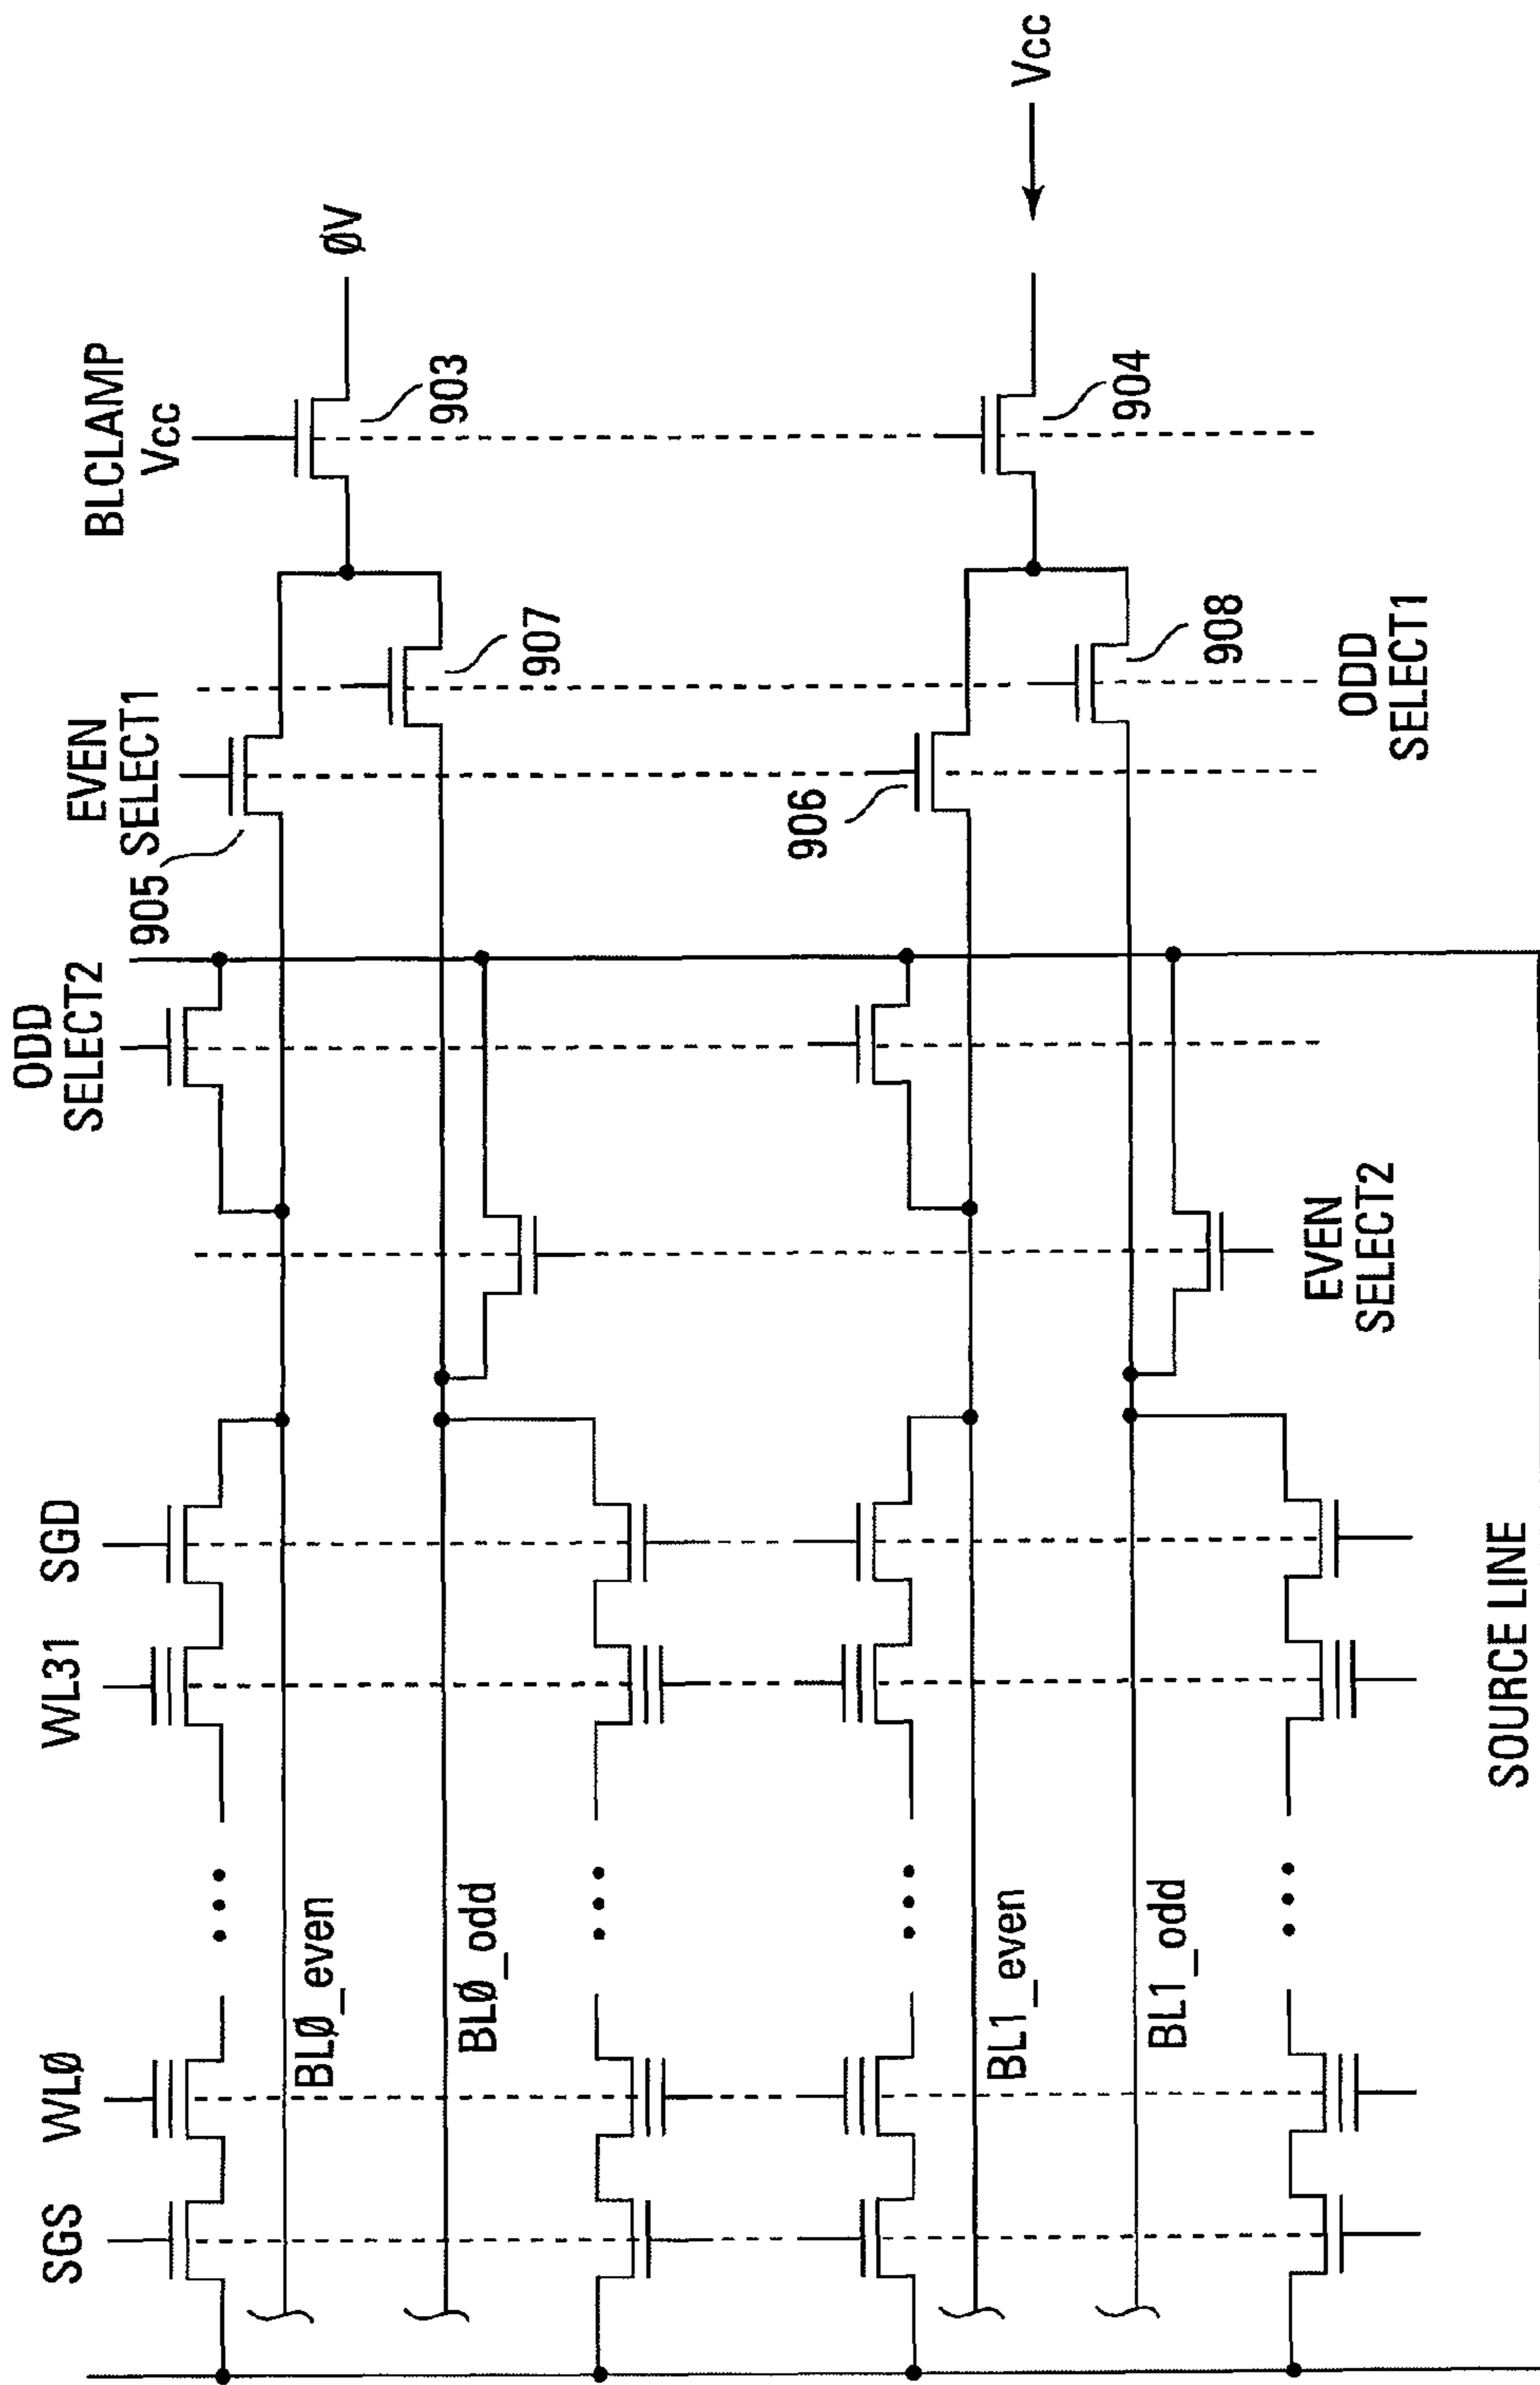 SGS
WLØ
WL31
SGD
ODD
SELECT2
905
EVEN
SELECT1
BLCLAMP
Vcc
ØV
903
907
BLØ_even
BLØ_odd
906
904
Vcc
908
BL1_even
BL1_odd
EVEN
SELECT2
ODD
SELECT1
SOURCE LINE